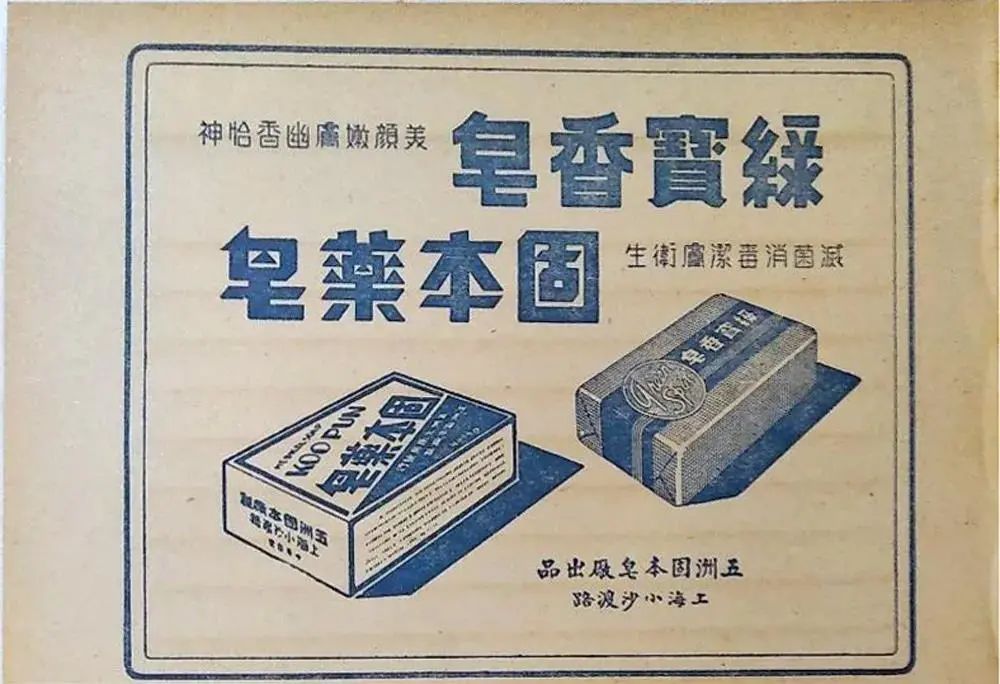 綠寶香皂
美顏嫩膚幽香怡神
滅菌消毒潔膚衛生
固本藥皂
綠寶香皂
固本藥皂
KOO PUN
五洲固本廠製
五洲固本皂廠出品
上海小沙渡路